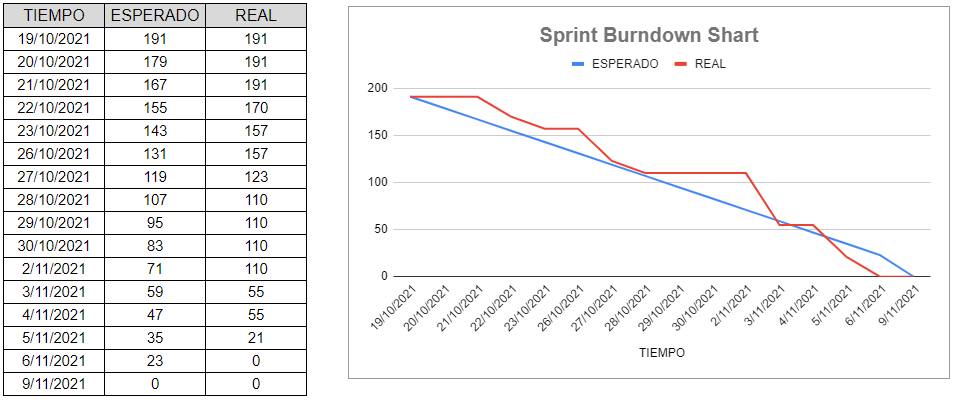 TIEMPO ESPERADO REAL
19/10/2021 191 191
20/10/2021 179 191
21/10/2021 167 191
22/10/2021 155 170
23/10/2021 143 157
26/10/2021 131 157
27/10/2021 119 123
28/10/2021 107 110
29/10/2021 95 110
30/10/2021 83 110
2/11/2021 71 110
3/11/2021 59 55
4/11/2021 47 55
5/11/2021 35 21
6/11/2021 23 0
9/11/2021 0 0
Sprint Burndown Shart
ESPERADO REAL
200
150
100
50
0
19/10/2021 20/10/2021 21/10/2021 22/10/2021 23/10/2021 26/10/2021 27/10/2021 28/10/2021 29/10/2021 30/10/2021 2/11/2021 3/11/2021 4/11/2021 5/11/2021 6/11/2021 9/11/2021
TIEMPO